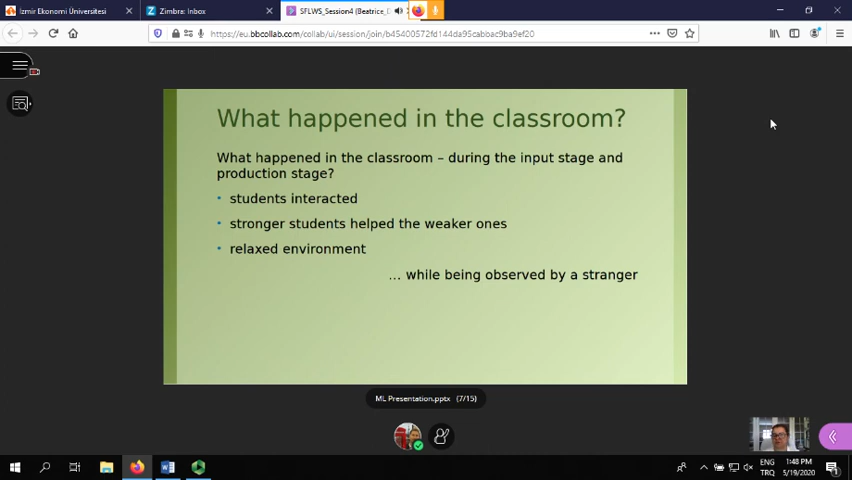 İzmir Ekonomi Üniversitesi
Zimbra: Inbox
SFLWS_Session4 (Beatrice_D
https://eu.bbcollab.com/collab/ui/session/join/b45400572fd144da95cabbac9ba9ef20
What happened in the classroom?
What happened in the classroom – during the input stage and
production stage?
• students interacted
• stronger students helped the weaker ones
• relaxed environment
... while being observed by a stranger
ML Presentation.pptx (7/15)
ENG 1:48 PM
TRQ 5/19/2020